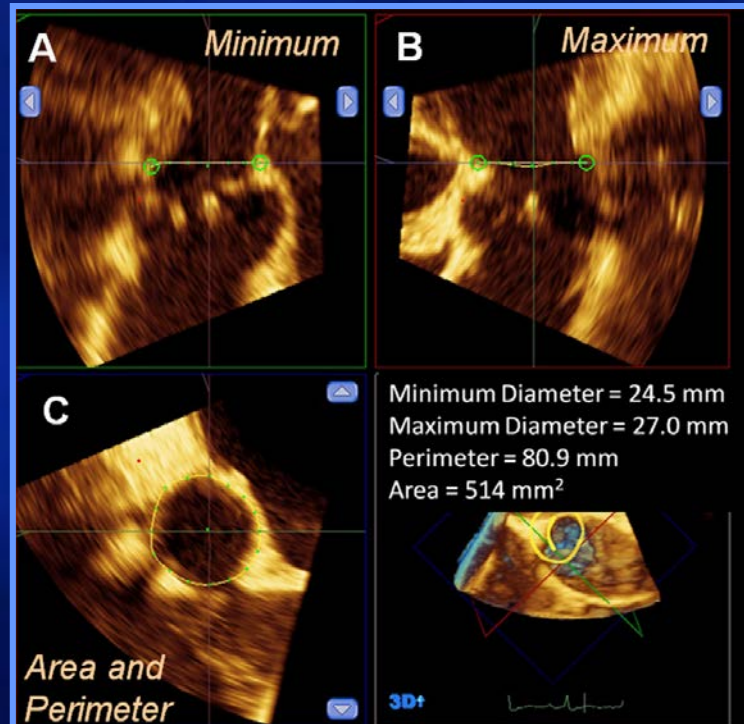 A
Minimum
B
Maximum
C
Area and
Perimeter
Minimum Diameter = 24.5 mm
Maximum Diameter = 27.0 mm
Perimeter = 80.9 mm
Area = 514 mm²
3D